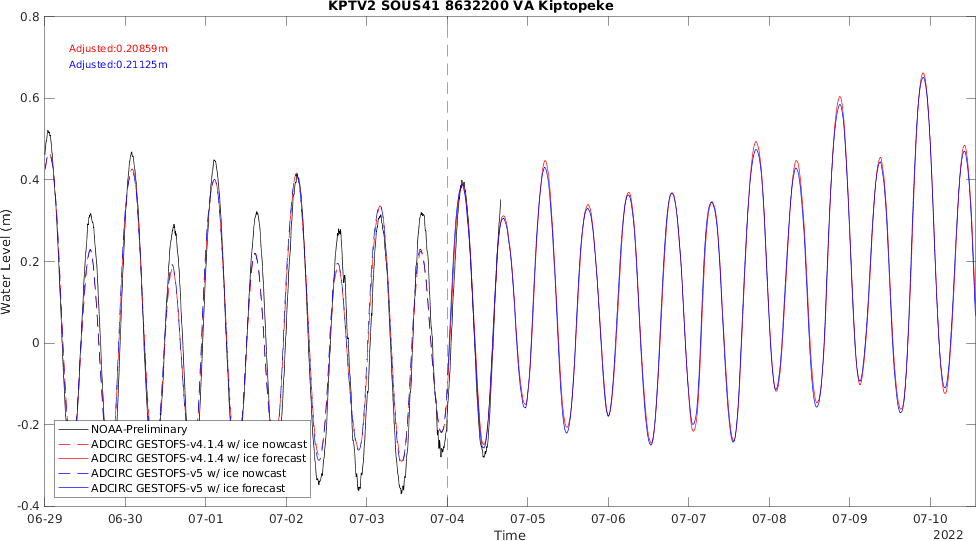 KPTV2 SOUS41 8632200 VA Kiptopeke
Adjusted:0.20859m
Adjusted:0.21125m
Water Level (m)
0.8
0.6
0.4
0.2
0
-0.2
-0.4
NOAA-Preliminary
ADCIRC GESTOFS-v4.1.4 w/ ice nowcast
ADCIRC GESTOFS-v4.1.4 w/ ice forecast
ADCIRC GESTOFS-v5 w/ ice nowcast
ADCIRC GESTOFS-v5 w/ ice forecast
06-29 06-30 07-01 07-02 07-03 07-04 07-05 07-06 07-07 07-08 07-09 07-10
Time
2022